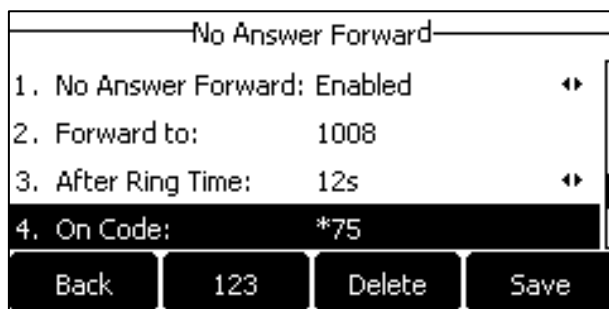 No Answer Forward
1. No Answer Forward: Enabled
2. Forward to: 1008
3. After Ring Time: 12s
4. On Code: *75
Back 123 Delete Save